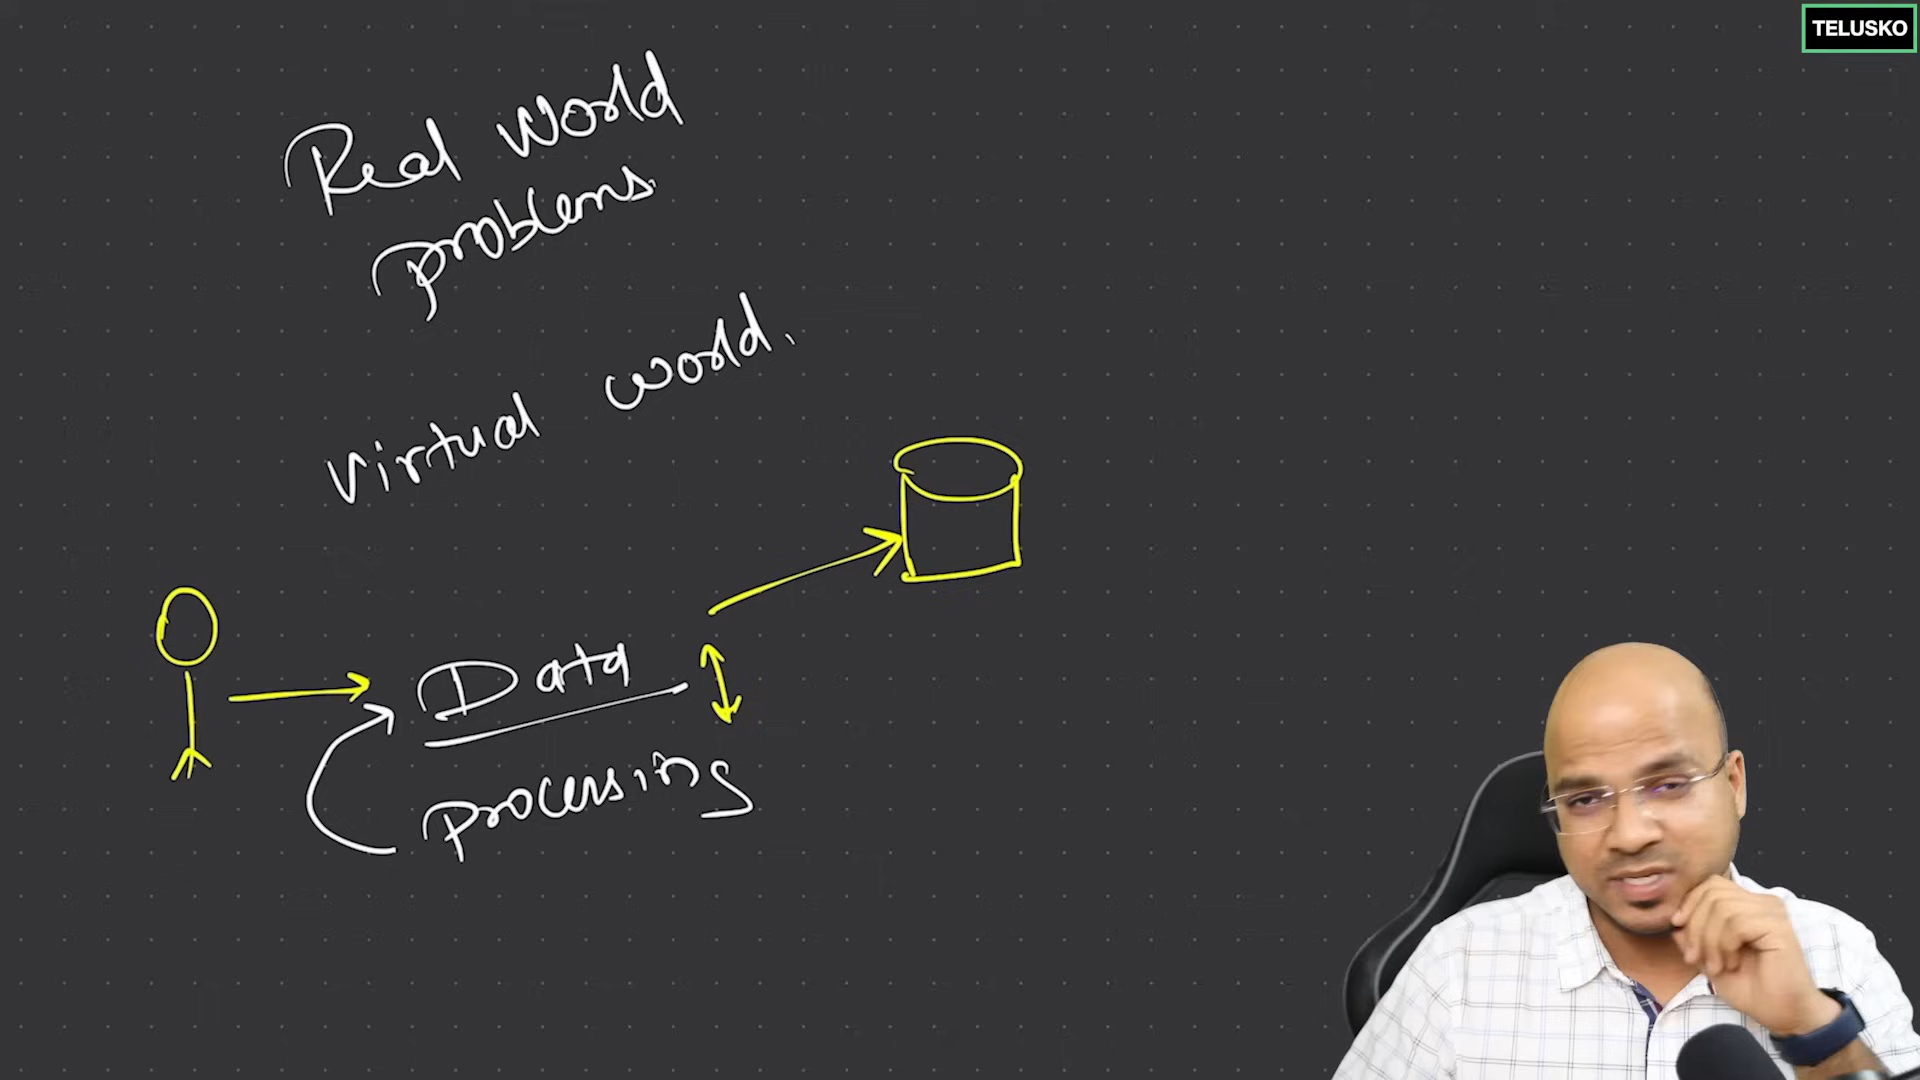 TELUSKO
Real World
problems.
Virtual world.
Data
processing